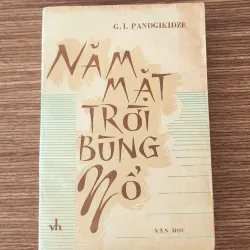 G. I. PANDGIKIDZE
NĂM
MẶT
TRỜI
BÙNG
NỔ
vh
VĂN HỌC